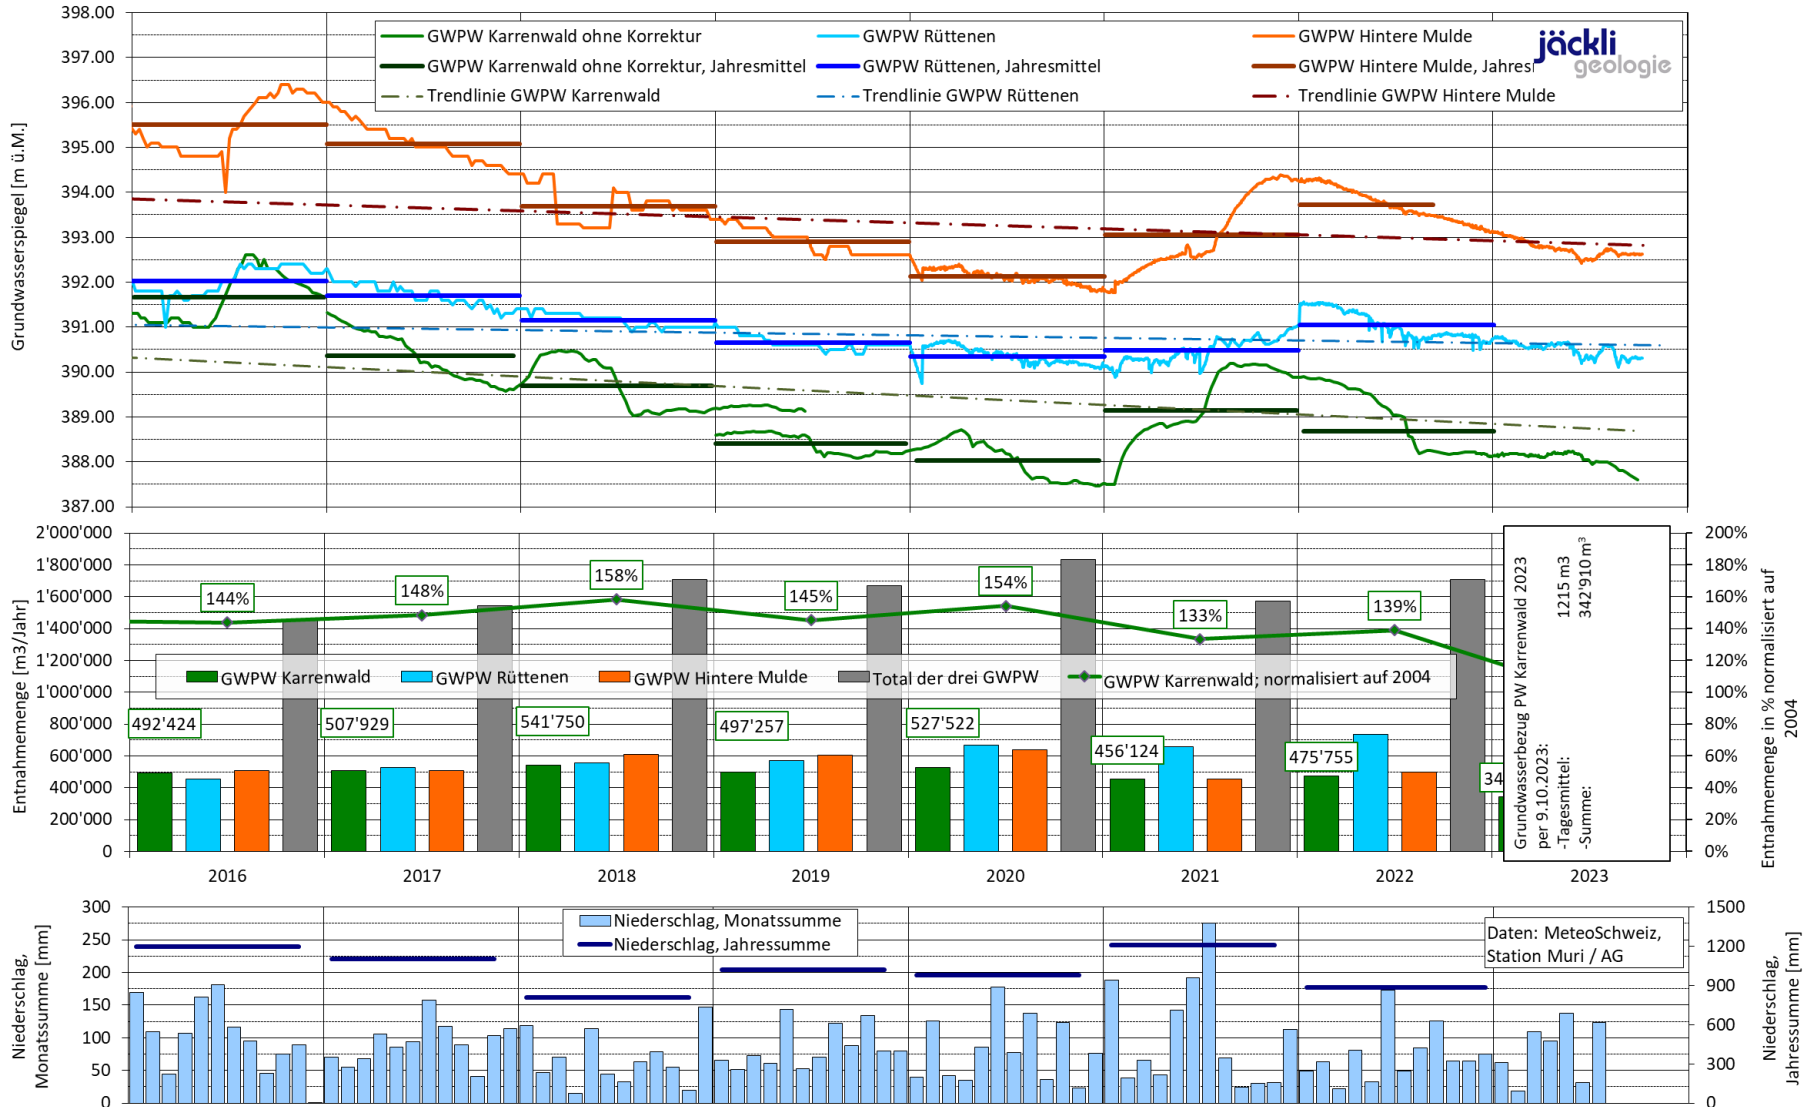 398.00
397.00
396.00
395.00
394.00
393.00
392.00
391.00
390.00
389.00
388.00
387.00
Grundwasserspiegel [m ü.M.]
GWPW Karrenwald ohne Korrektur
GWPW Rüttenen
GWPW Hintere Mulde
GWPW Karrenwald ohne Korrektur, Jahresmittel
GWPW Rüttenen, Jahresmittel
GWPW Hintere Mulde, Jahres
Trendlinie GWPW Karrenwald
Trendlinie GWPW Rüttenen
Trendlinie GWPW Hintere Mulde
jäckli
geologie
2'000'000
1'800'000
1'600'000
1'400'000
1'200'000
1'000'000
800'000
600'000
400'000
200'000
0
Entnahmemenge [m3/Jahr]
144%
148%
158%
145%
154%
133%
139%
GWPW Karrenwald
GWPW Rüttenen
GWPW Hintere Mulde
Total der drei GWPW
GWPW Karrenwald; normalisiert auf 2004
492'424
507'929
541'750
497'257
527'522
456'124
475'755
34
Grundwasserbezug PW Karrenwald 2023
per 9.10.2023:
-Tagesmittel: 1215 m3
-Summe: 342'910 m³
200%
180%
160%
140%
120%
100%
80%
60%
40%
20%
0%
Entnahmemenge in % normalisiert auf
2004
2016
2017
2018
2019
2020
2021
2022
2023
300
250
200
150
100
50
0
Niederschlag,
Monatssumme [mm]
Niederschlag, Monatssumme
Niederschlag, Jahressumme
Daten: MeteoSchweiz,
Station Muri / AG
1500
1200
900
600
300
0
Niederschlag,
Jahressumme [mm]